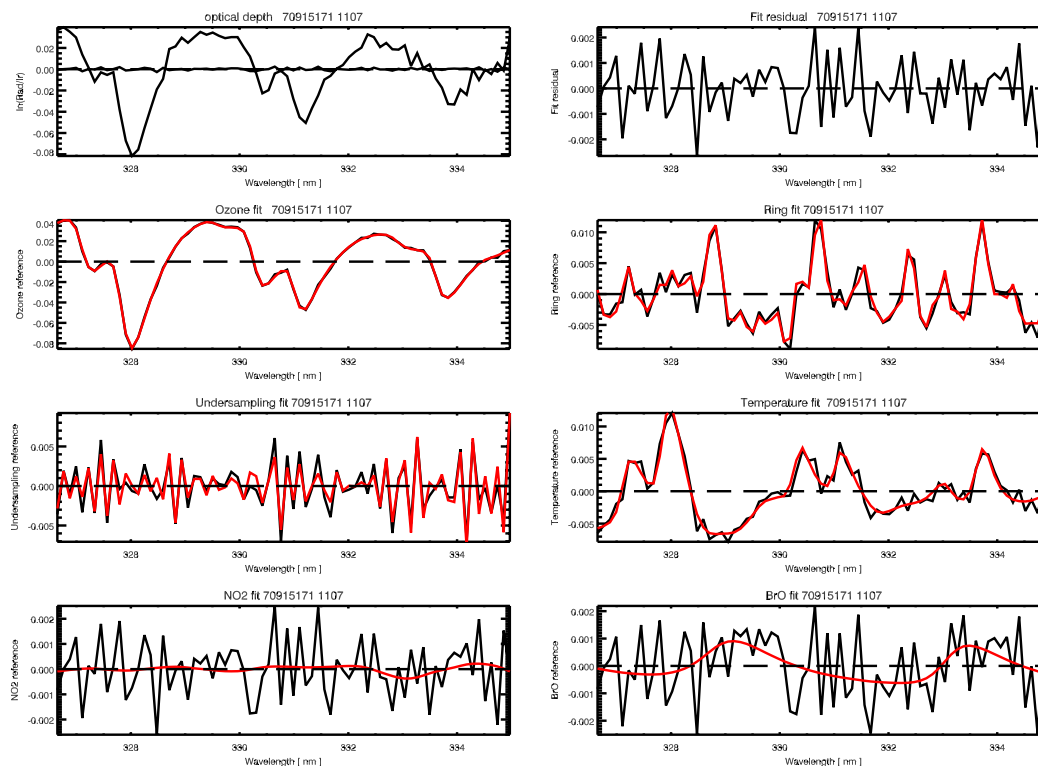 optical depth 70915171 1107
ln(Rad/Ir)
0.02
0.00
-0.02
-0.04
-0.06
-0.08
328
330
332
334
Wavelength [ nm ]
Fit residual 70915171 1107
Fit residual
0.002
0.001
0.000
-0.001
-0.002
328
330
332
334
Wavelength [ nm ]
Ozone fit 70915171 1107
Ozone reference
0.04
0.02
0.00
-0.02
-0.04
-0.06
-0.08
328
330
332
334
Wavelength [ nm ]
Ring fit 70915171 1107
Ring reference
0.010
0.005
0.000
-0.005
328
330
332
334
Wavelength [ nm ]
Undersampling fit 70915171 1107
Undersampling reference
0.005
0.000
-0.005
328
330
332
334
Wavelength [ nm ]
Temperature fit 70915171 1107
Temperature reference
0.010
0.005
0.000
-0.005
328
330
332
334
Wavelength [ nm ]
NO2 fit 70915171 1107
NO2 reference
0.002
0.001
0.000
-0.001
-0.002
328
330
332
334
Wavelength [ nm ]
BrO fit 70915171 1107
BrO reference
0.002
0.001
0.000
-0.001
-0.002
328
330
332
334
Wavelength [ nm ]